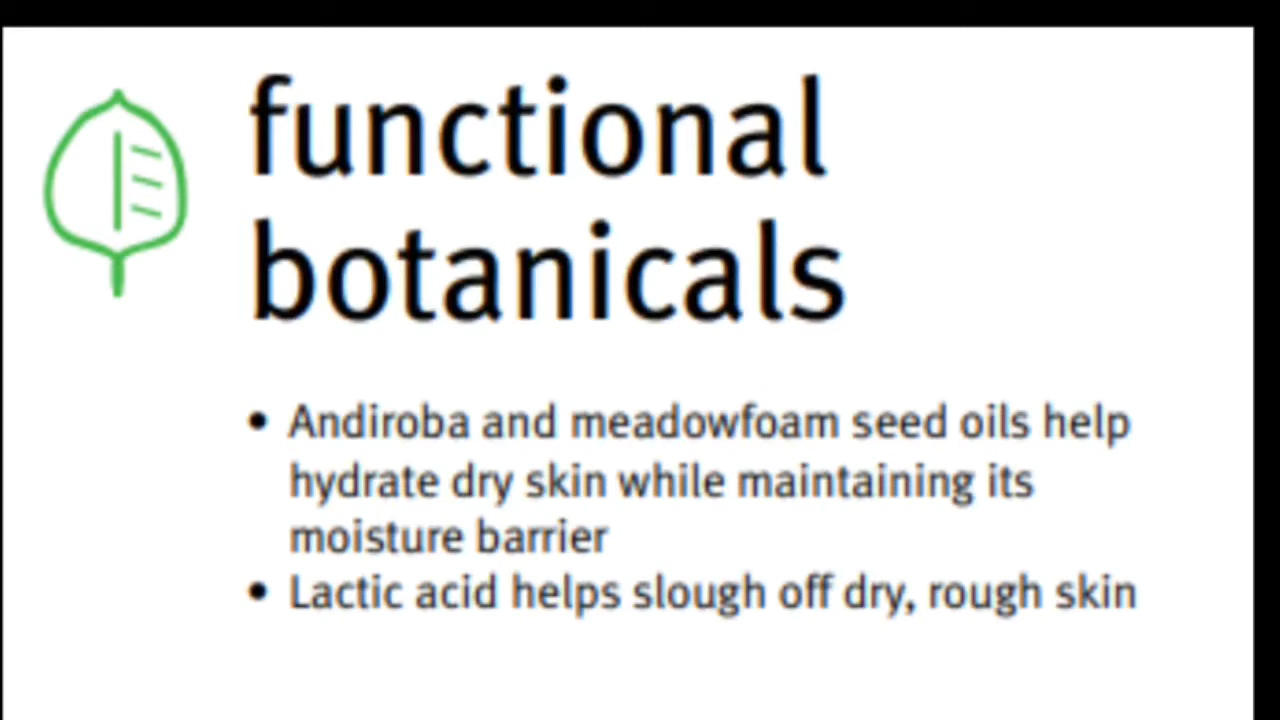 functional
botanicals
• Andiroba and meadowfoam seed oils help
hydrate dry skin while maintaining its
moisture barrier
• Lactic acid helps slough off dry, rough skin